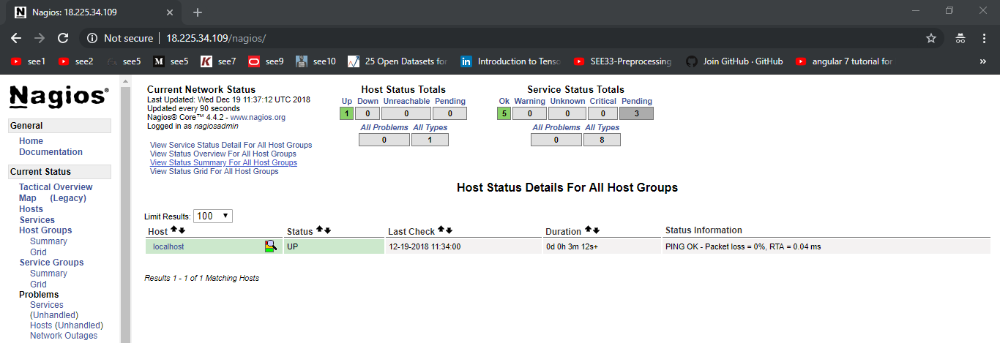 Nagios: 18.225.34.109
Not secure | 18.225.34.109/nagios/
see1 see2 see5 see5 see7 see9 see10 25 Open Datasets for Introduction to Tenso SEE33-Preprocessing Join GitHub · GitHub angular 7 tutorial for »
Nagios®
General
Home
Documentation
Current Status
Tactical Overview
Map (Legacy)
Hosts
Services
Host Groups
Summary
Grid
Service Groups
Summary
Grid
Problems
Services
(Unhandled)
Hosts (Unhandled)
Network Outages
Current Network Status
Last Updated: Wed Dec 19 11:37:12 UTC 2018
Updated every 90 seconds
Nagios® Core™ 4.4.2 - www.nagios.org
Logged in as nagiosadmin
View Service Status Detail For All Host Groups
View Status Overview For All Host Groups
View Status Summary For All Host Groups
View Status Grid For All Host Groups
Host Status Totals
Up Down Unreachable Pending
1 0 0 0
All Problems All Types
0 1
Service Status Totals
Ok Warning Unknown Critical Pending
5 0 0 0 3
All Problems All Types
0 8
Host Status Details For All Host Groups
Limit Results: 100
Host Status Last Check Duration Status Information
localhost UP 12-19-2018 11:34:00 0d 0h 3m 12s+ PING OK - Packet loss = 0%, RTA = 0.04 ms
Results 1 - 1 of 1 Matching Hosts